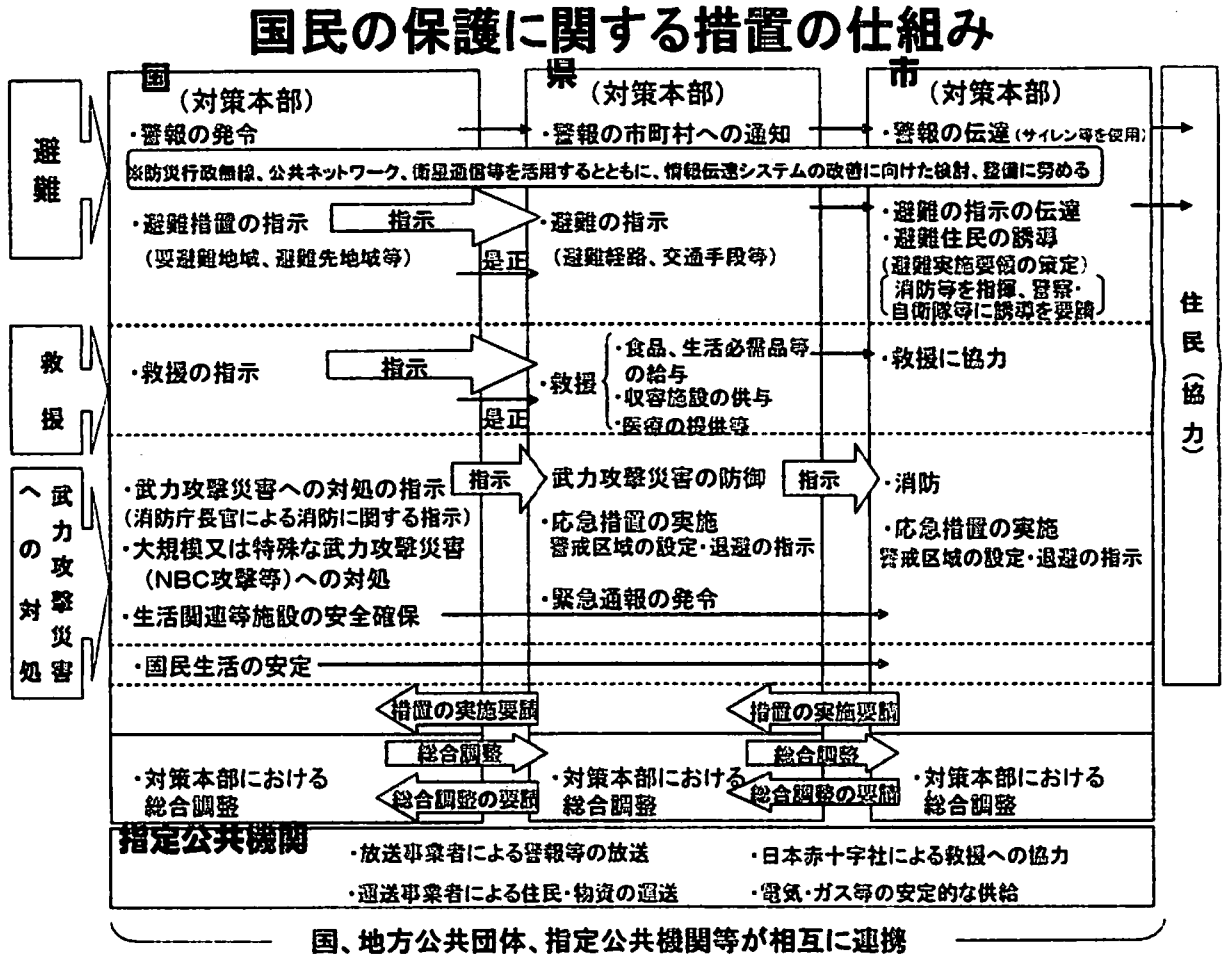 国民の保護に関する措置の仕組み
国
(対策本部)
県
(対策本部)
市
(対策本部)
避難
・警報の発令
・警報の市町村への通知
・警報の伝達(サイレン等を使用)
※防災行政無線、公共ネットワーク、衛星通信等を活用するとともに、情報伝達システムの改善に向けた検討、整備に努める
・避難措置の指示
(要避難地域、避難先地域等)
指示
是正
・避難の指示
(避難経路、交通手段等)
・避難の指示の伝達
・避難住民の誘導
(避難実施要領の策定)
消防等を指揮、警察・
自衛隊等に誘導を要請
救援
・救援の指示
指示
是正
・救援
・食品、生活必需品等
の給与
・収容施設の供与
・医療の提供等
・救援に協力
武力攻撃災害
への対処
・武力攻撃災害への対処の指示
(消防庁長官による消防に関する指示)
・大規模又は特殊な武力攻撃災害
(NBC攻撃等)への対処
・生活関連等施設の安全確保
指示
武力攻撃災害の防御
・応急措置の実施
警戒区域の設定・退避の指示
・緊急通報の発令
指示
・消防
・応急措置の実施
警戒区域の設定・退避の指示
・国民生活の安定
住民(協力)
措置の実施要請
措置の実施要請
・対策本部における
総合調整
総合調整
総合調整の要請
・対策本部における
総合調整
総合調整
総合調整の要請
・対策本部における
総合調整
指定公共機関
・放送事業者による警報等の放送
・日本赤十字社による救援への協力
・運送事業者による住民・物資の運送
・電気・ガス等の安定的な供給
国、地方公共団体、指定公共機関等が相互に連携